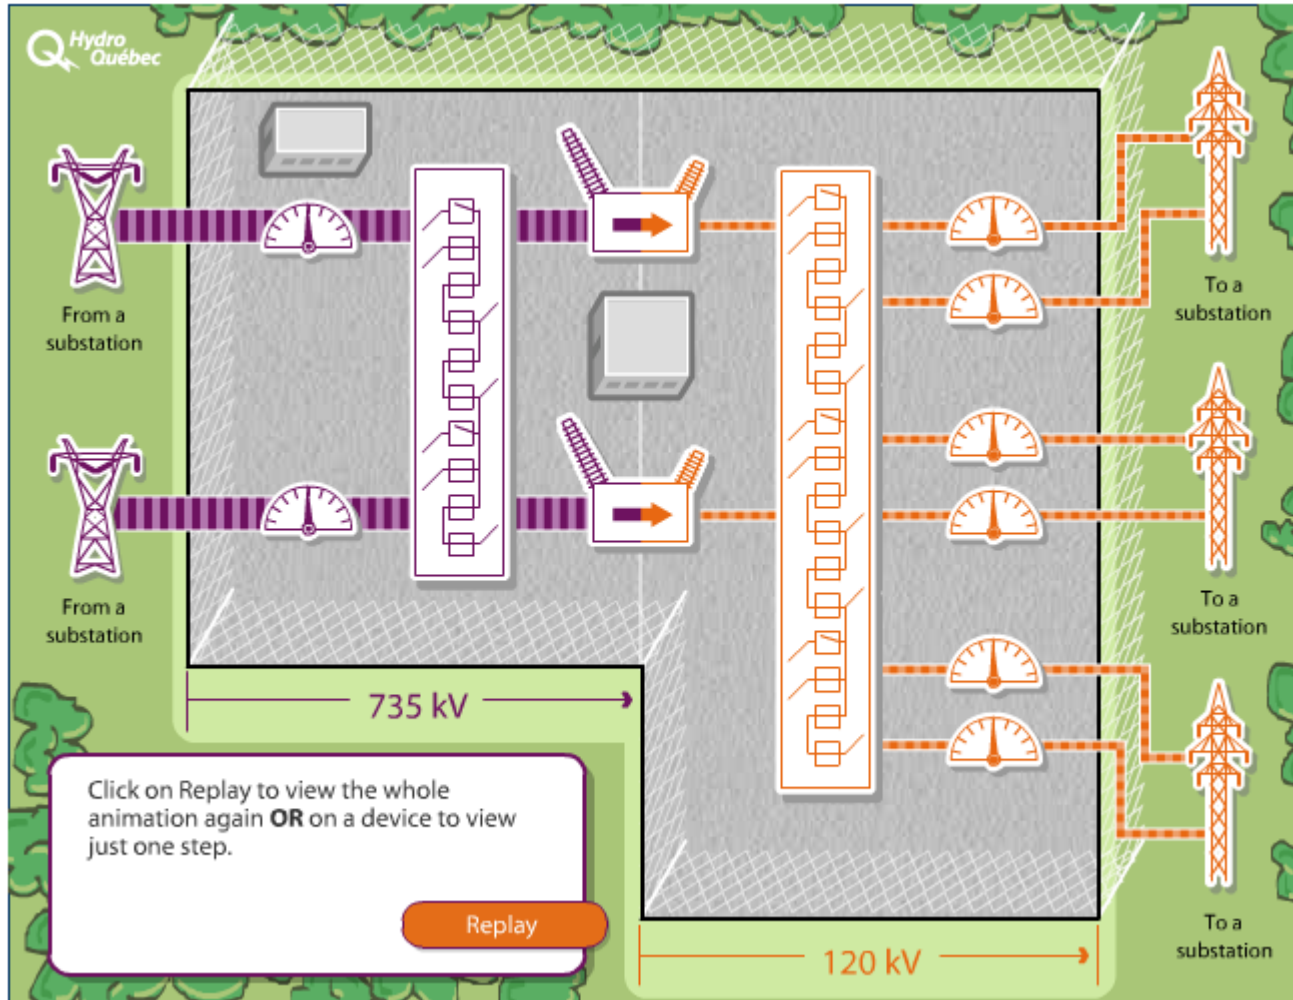 Hydro
Québec
From a
substation
To a
substation
From a
substation
To a
substation
735 kV
Click on Replay to view the whole
animation again OR on a device to view
just one step.
Replay
To a
substation
120 kV